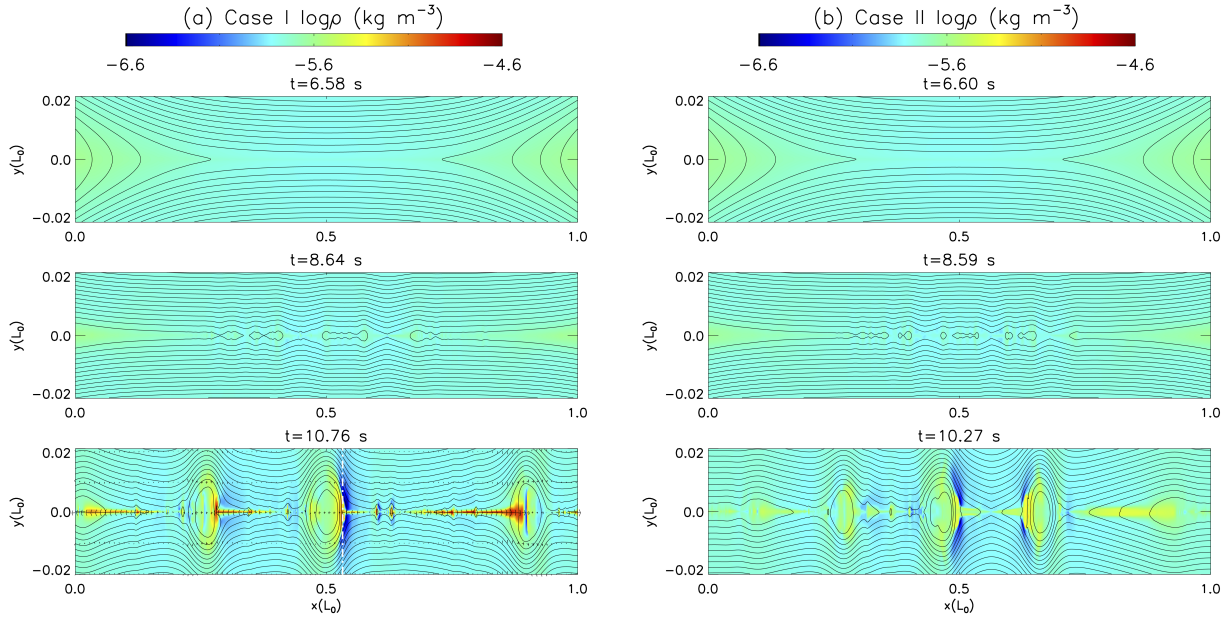 (a) Case I logρ (kg m⁻³)
−6.6 −5.6 −4.6
t=6.58 s
0.02
0.0
−0.02
y(L₀)
0.0 0.5 1.0
t=8.64 s
0.02
0.0
−0.02
y(L₀)
0.0 0.5 1.0
t=10.76 s
0.02
0.0
−0.02
y(L₀)
0.0 0.5 1.0
x(L₀)
(b) Case II logρ (kg m⁻³)
−6.6 −5.6 −4.6
t=6.60 s
0.02
0.0
−0.02
y(L₀)
0.0 0.5 1.0
t=8.59 s
0.02
0.0
−0.02
y(L₀)
0.0 0.5 1.0
t=10.27 s
0.02
0.0
−0.02
y(L₀)
0.0 0.5 1.0
x(L₀)